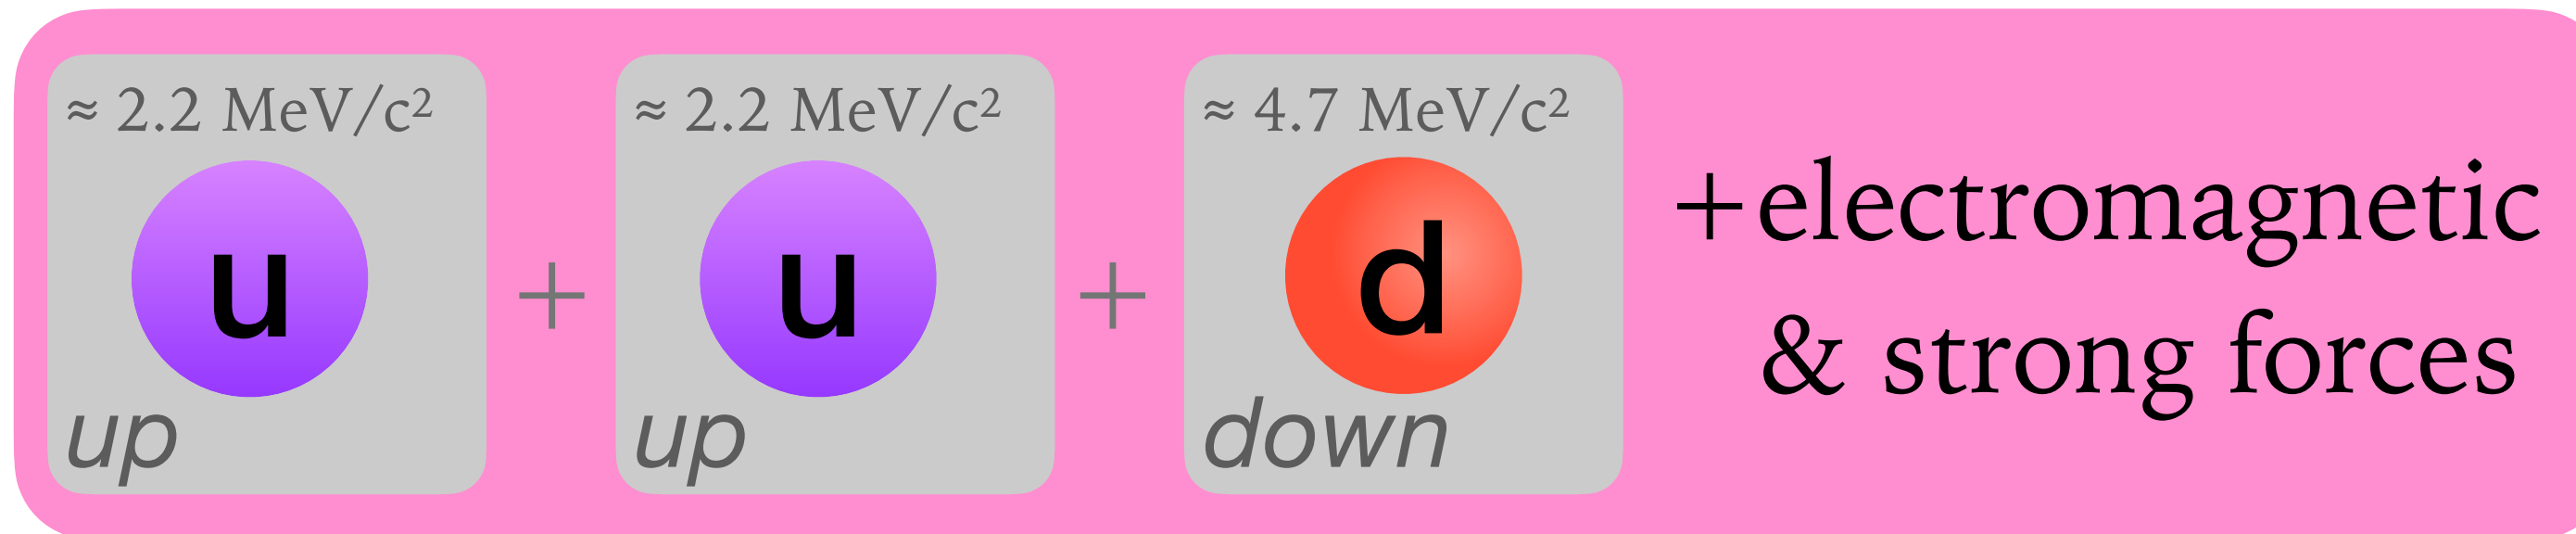 ≈ 2.2 MeV/c²
u
up
+
≈ 2.2 MeV/c²
u
up
+
≈ 4.7 MeV/c²
d
down
+electromagnetic
& strong forces